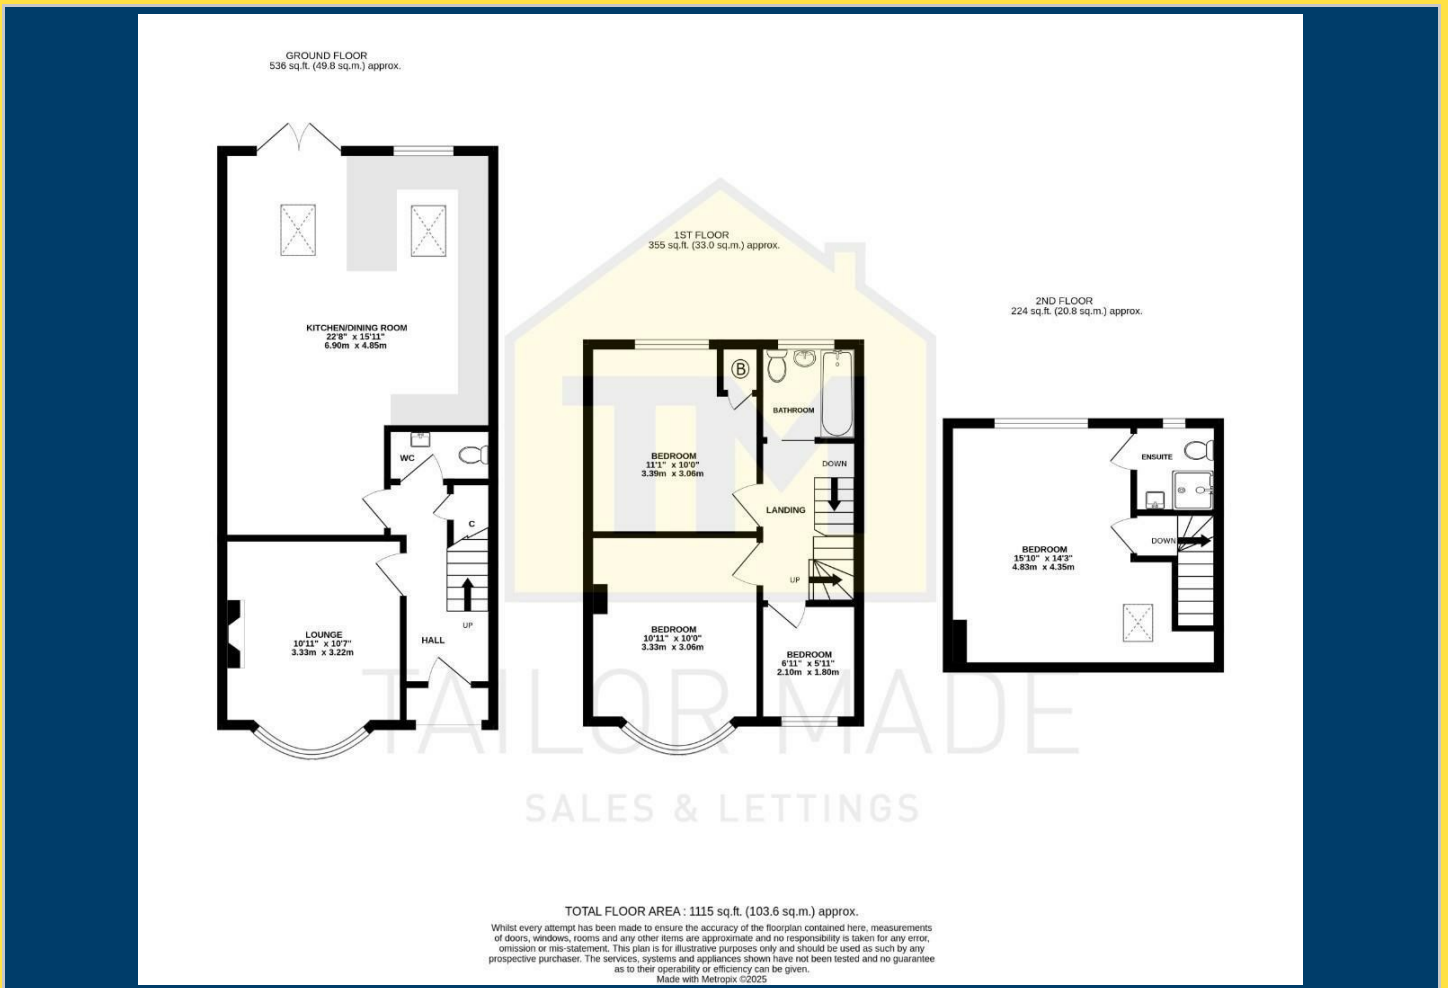 GROUND FLOOR
536 sq.ft. (49.8 sq.m.) approx.
KITCHEN/DINING ROOM
22'8" x 15'11"
6.90m x 4.85m
WC
C
LOUNGE
10'11" x 10'7"
3.33m x 3.22m
UP
HALL
1ST FLOOR
355 sq.ft. (33.0 sq.m.) approx.
B
BATHROOM
BEDROOM
11'1" x 10'0"
3.39m x 3.06m
DOWN
LANDING
UP
BEDROOM
10'11" x 10'0"
3.33m x 3.06m
BEDROOM
6'11" x 5'11"
2.10m x 1.80m
2ND FLOOR
224 sq.ft. (20.8 sq.m.) approx.
ENSUITE
DOWN
BEDROOM
15'10" x 14'3"
4.83m x 4.35m
TM
TAILOR MADE
SALES & LETTINGS
TOTAL FLOOR AREA : 1115 sq.ft. (103.6 sq.m.) approx.
Whilst every attempt has been made to ensure the accuracy of the floorplan contained here, measurements
of doors, windows, rooms and any other items are approximate and no responsibility is taken for any error,
omission or mis-statement. This plan is for illustrative purposes only and should be used as such by any
prospective purchaser. The services, systems and appliances shown have not been tested and no guarantee
as to their operability or efficiency can be given.
Made with Metropix ©2025